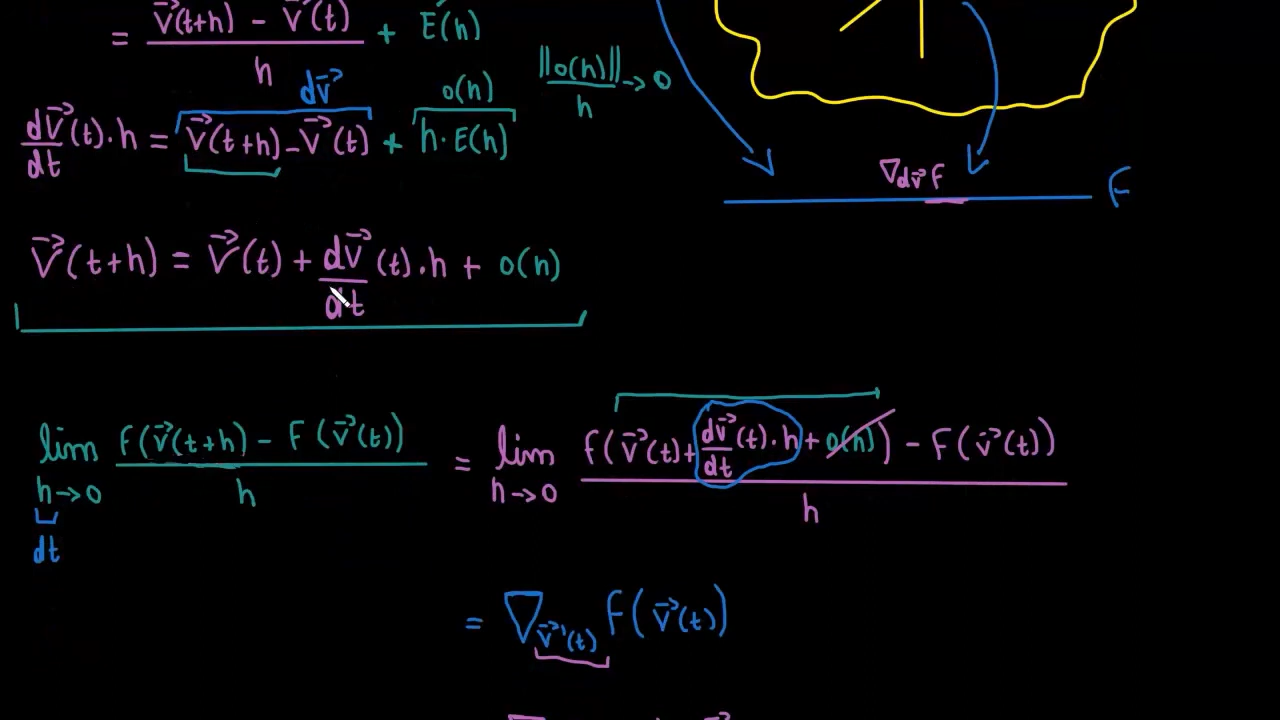 = (v⃗(t+h) - v⃗(t))/h + E(h)
||o(h)||/h → 0
dv⃗ o(h)
dv⃗/dt(t)·h = v⃗(t+h) - v⃗(t) + h·E(h)
∇dv⃗ f
F
v⃗(t+h) = v⃗(t) + dv⃗/dt (t)·h + o(h)
lim h→0 (f(v⃗(t+h) - F(v⃗(t)))/h = lim h→0 (f(v⃗(t)+dv⃗/dt(t)·h+o(h)) - F(v⃗(t)))/h
dt
= ∇v⃗'(t) F(v⃗(t))